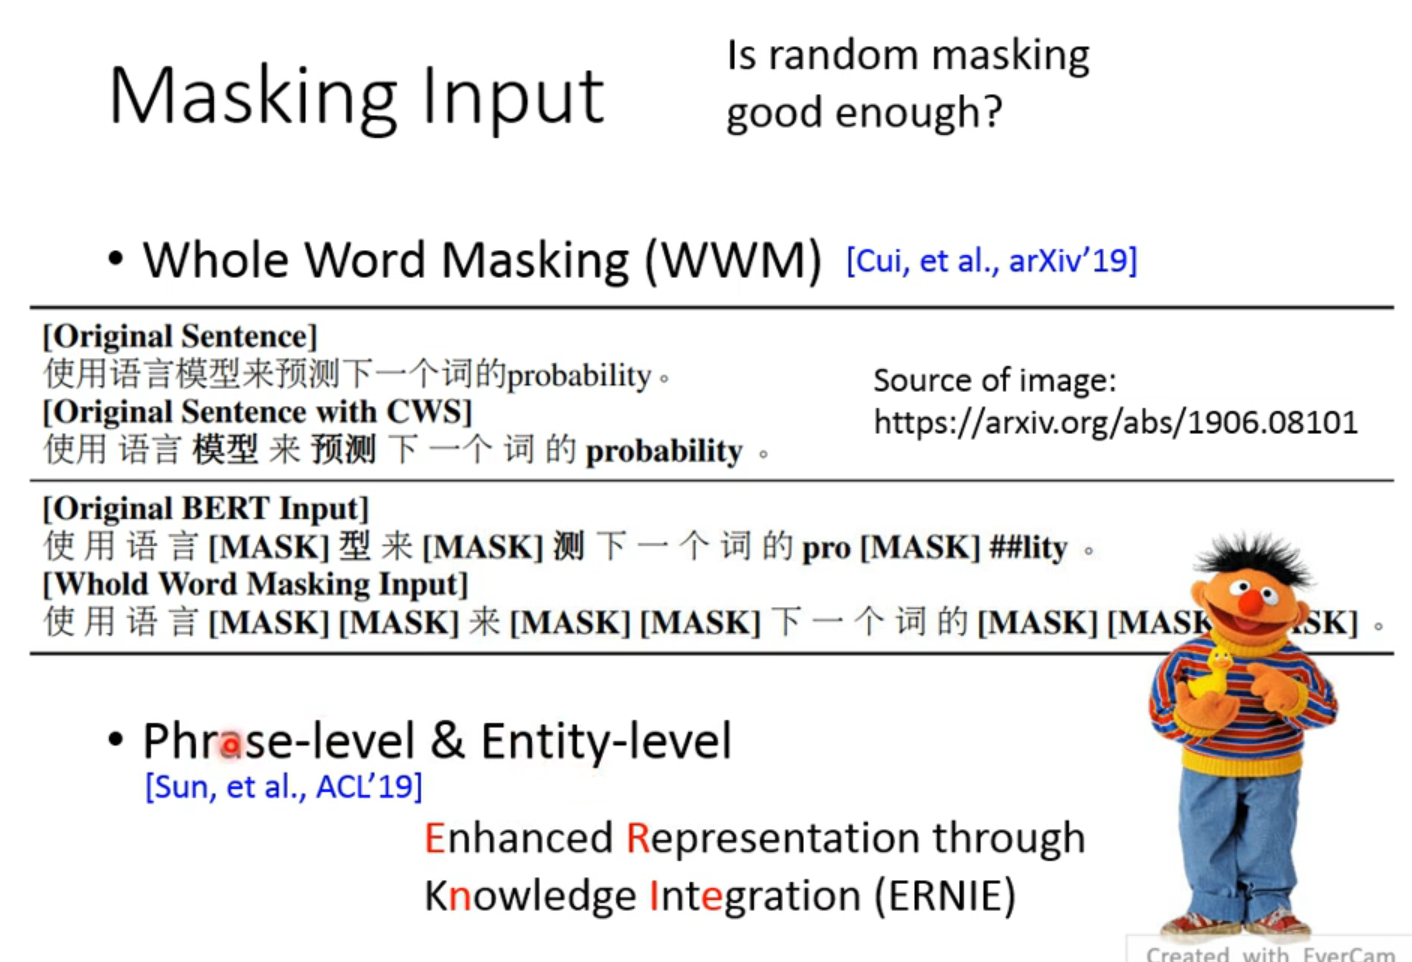 Masking Input
Is random masking
good enough?
• Whole Word Masking (WWM) [Cui, et al., arXiv'19]
[Original Sentence]
使用语言模型来预测下一个词的probability。
[Original Sentence with CWS]
使用 语言 模型 来 预测 下 一个 词 的 probability 。
Source of image:
https://arxiv.org/abs/1906.08101
[Original BERT Input]
使 用 语 言 [MASK] 型 来 [MASK] 测 下 一 个 词 的 pro [MASK] ##lity 。
[Whold Word Masking Input]
使 用 语 言 [MASK] [MASK] 来 [MASK] [MASK] 下 一 个 词 的 [MASK] [MASK SK] 。
• Phrase-level & Entity-level
[Sun, et al., ACL'19]
Enhanced Representation through
Knowledge Integration (ERNIE)
Created with EverCam